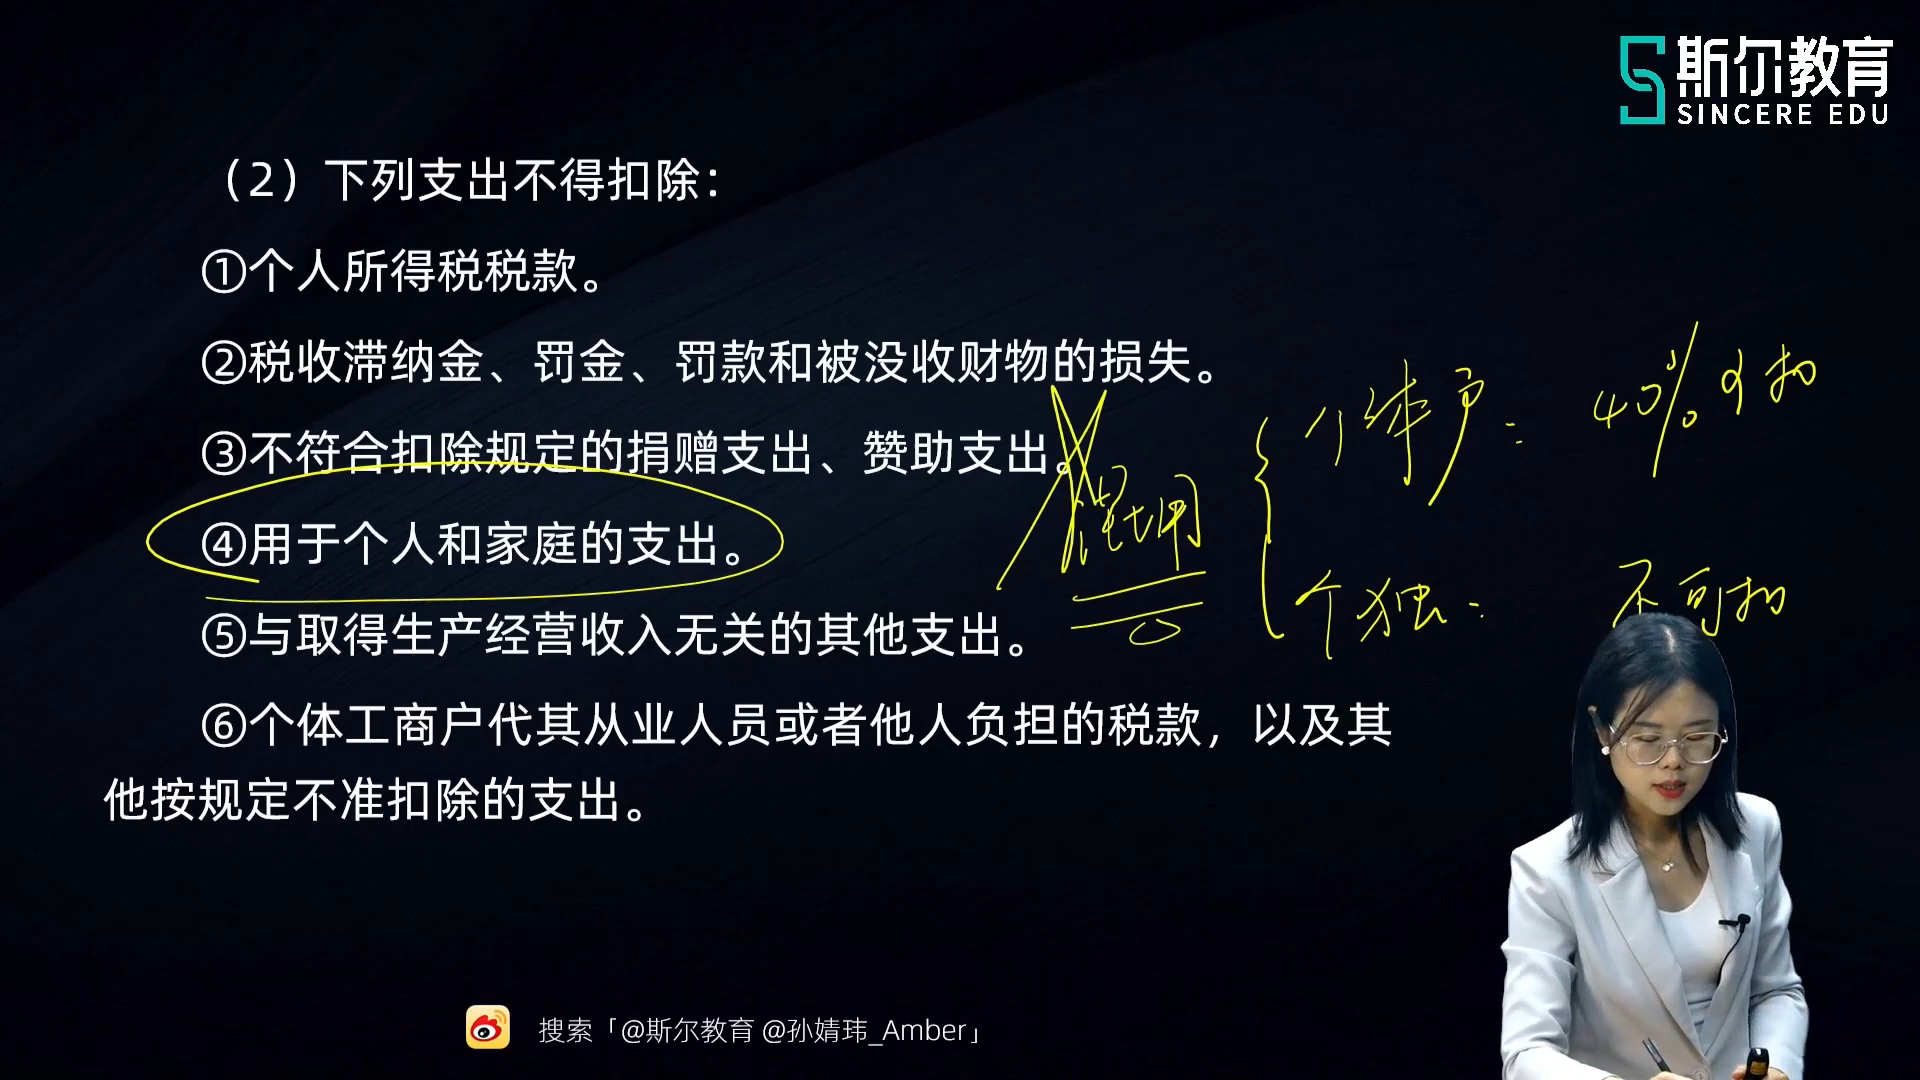 斯尔教育
SINCERE EDU
（2）下列支出不得扣除：
①个人所得税税款。
②税收滞纳金、罚金、罚款和被没收财物的损失。
③不符合扣除规定的捐赠支出、赞助支出。
④用于个人和家庭的支出。
⑤与取得生产经营收入无关的其他支出。
⑥个体工商户代其从业人员或者他人负担的税款，以及其
他按规定不准扣除的支出。
混用
个体户：40%可扣
个独：不可扣
搜索「@斯尔教育 @孙婧玮_Amber」